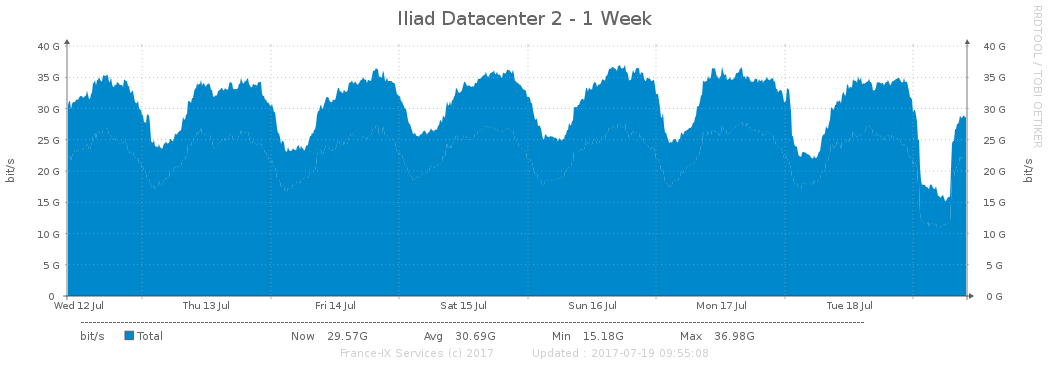 Iliad Datacenter 2 - 1 Week
RRDTOOL / TOBI OETIKER
40 G 40 G
35 G 35 G
30 G 30 G
25 G 25 G
20 G 20 G
15 G 15 G
10 G 10 G
5 G 5 G
0 0 G
bit/s
bit/s
Wed 12 Jul Thu 13 Jul Fri 14 Jul Sat 15 Jul Sun 16 Jul Mon 17 Jul Tue 18 Jul
bit/s Total Now 29.57G Avg 30.69G Min 15.18G Max 36.98G
France-IX Services (c) 2017 Updated : 2017-07-19 09:55:08